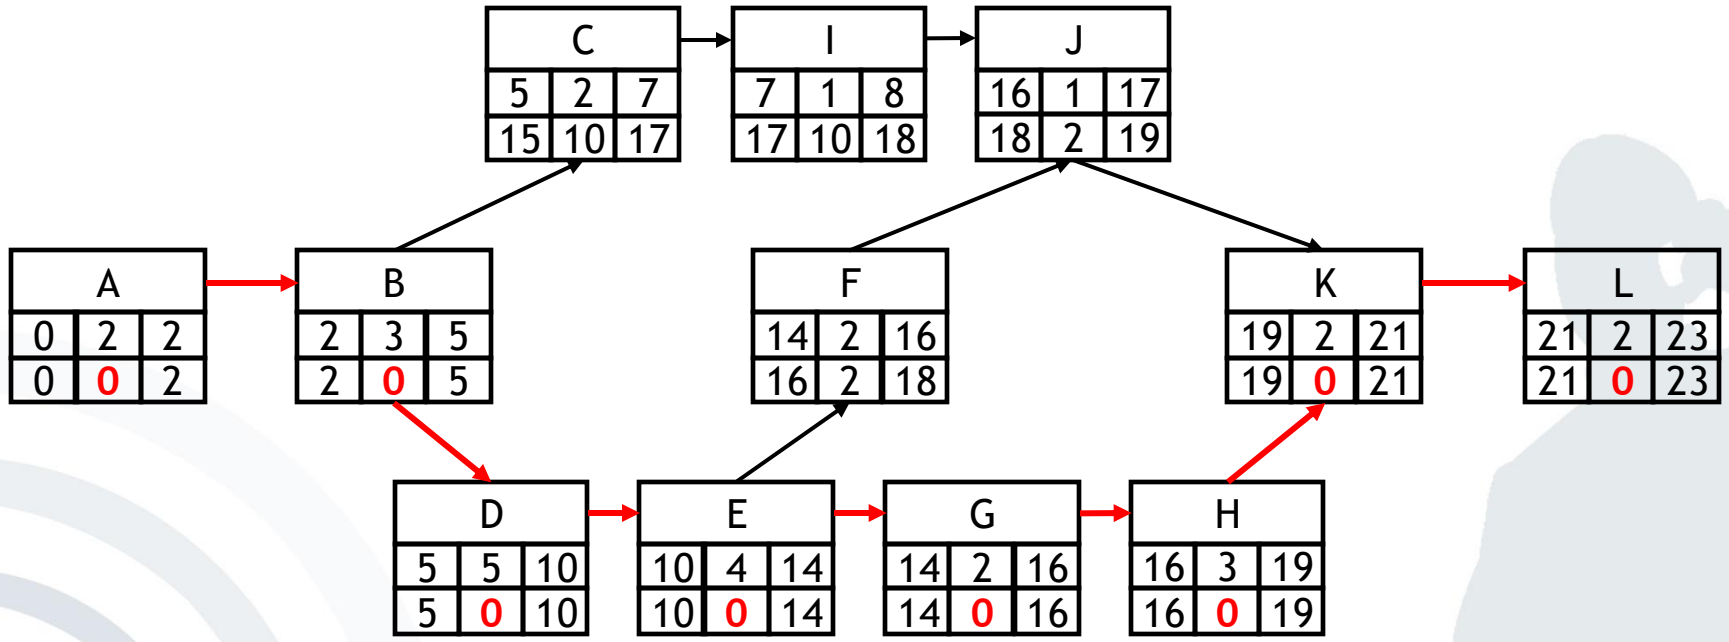 C
5 2 7
15 10 17
I
7 1 8
17 10 18
J
16 1 17
18 2 19
A
0 2 2
0 0 2
B
2 3 5
2 0 5
F
14 2 16
16 2 18
K
19 2 21
19 0 21
L
21 2 23
21 0 23
D
5 5 10
5 0 10
E
10 4 14
10 0 14
G
14 2 16
14 0 16
H
16 3 19
16 0 19